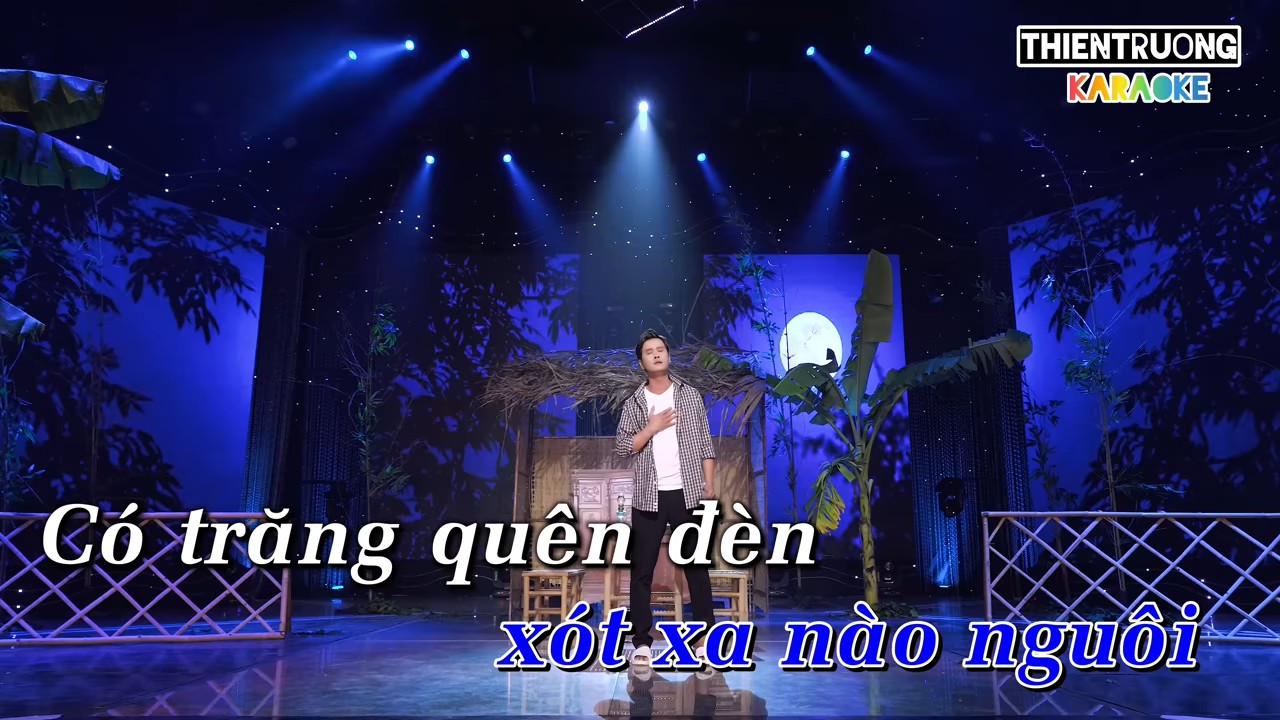 THIENTRUONG
KARAOKE
Có trăng quên đèn
xót xa nào nguôi